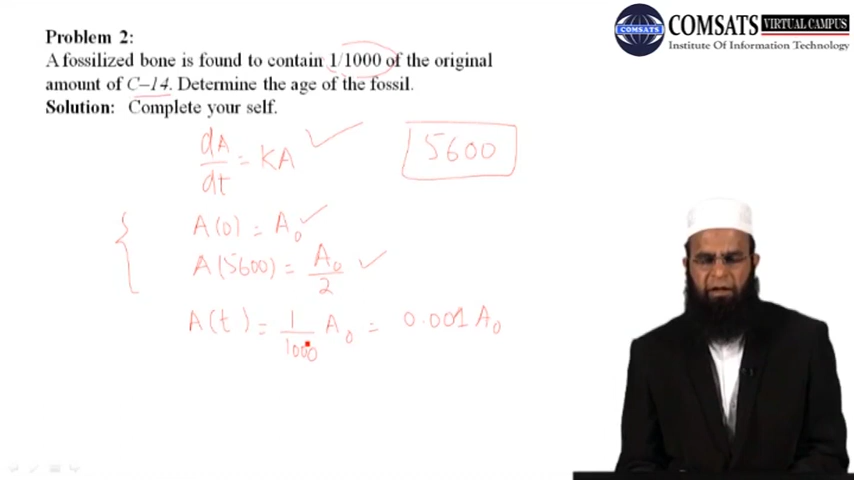 COMSATS VIRTUAL CAMPUS
COMSATS
Institute Of Information Technology
Problem 2:
A fossilized bone is found to contain 1/1000 of the original
amount of C–14. Determine the age of the fossil.
Solution: Complete your self.
dA/dt = KA
5600
A(0) = A₀
A(5600) = A₀/2
A(t) = 1/1000 A₀ = 0.001 A₀